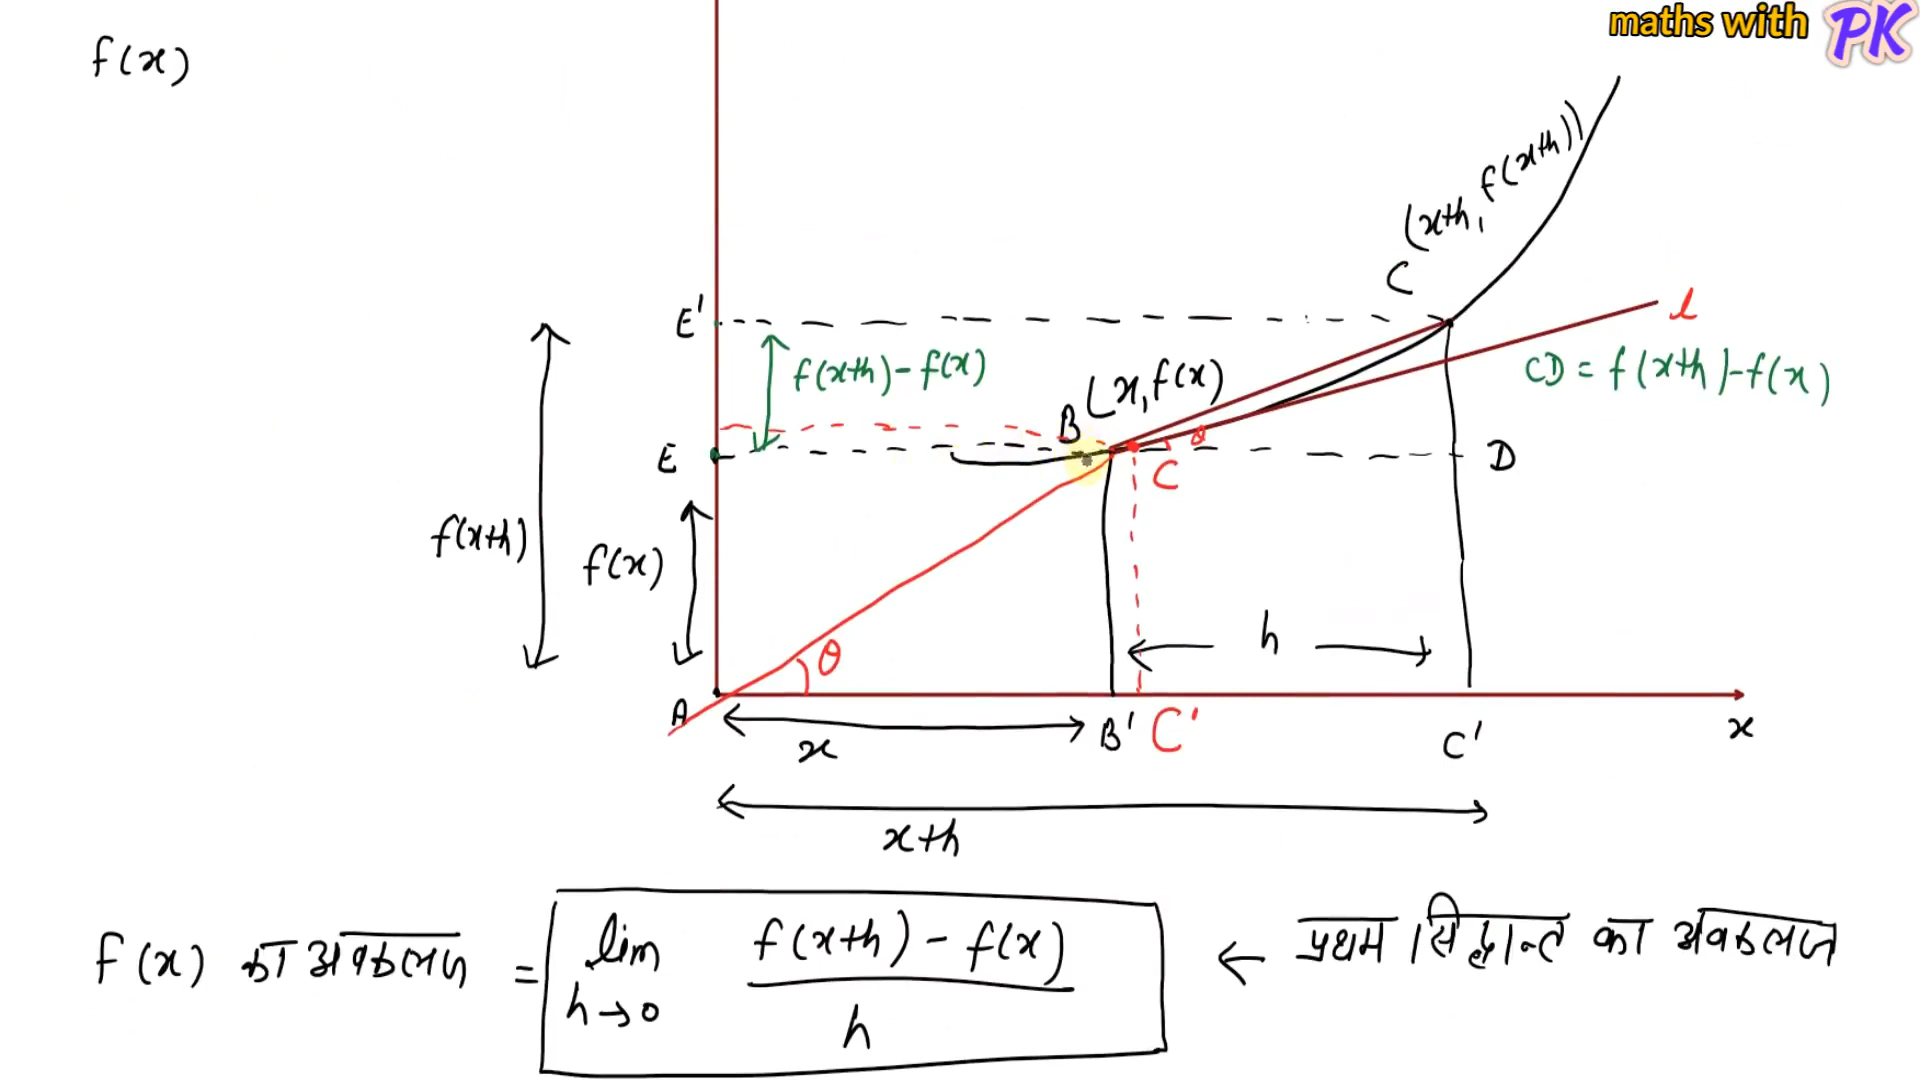 maths with PK
f(x)
(x+h, f(x+h))
C
E'
l
f(x+h)-f(x)
(x, f(x)
CD = f(x+h)-f(x)
B
θ
E
D
C
f(x+h)
f(x)
h
θ
A
x
B'
C'
C'
x
x+h
f(x) का अवकलज = lim h→0 f(x+h) - f(x) / h ← प्रथम सिद्धान्त का अवकलज